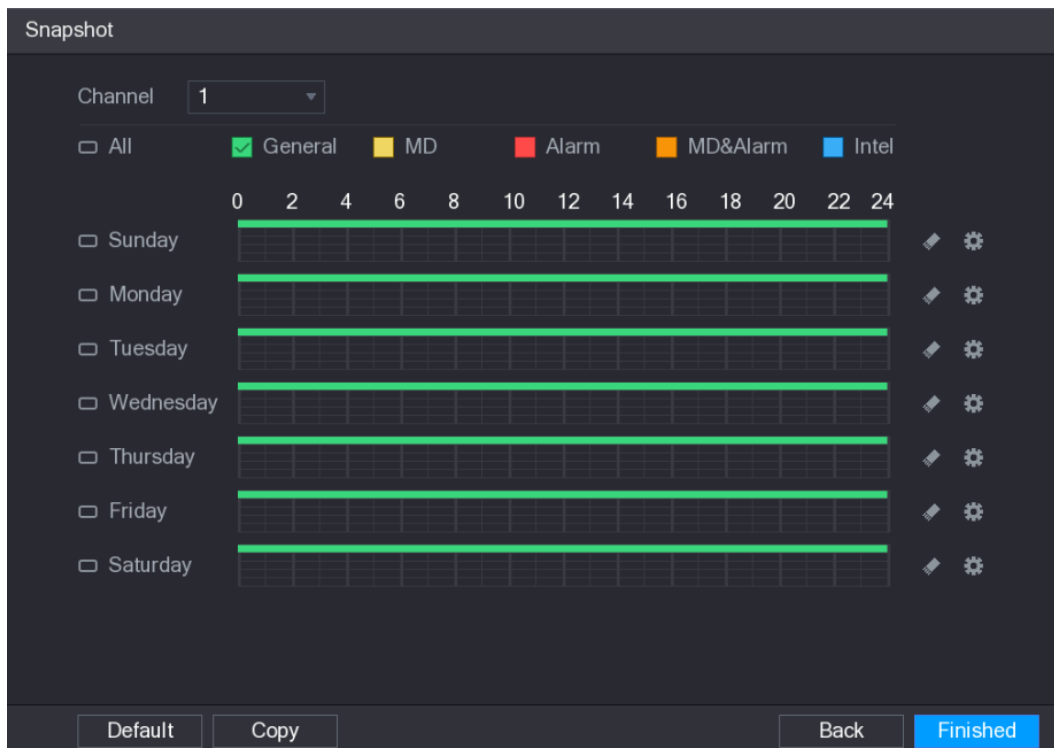 Snapshot
Channel 1
All General MD Alarm MD&Alarm Intel
0 2 4 6 8 10 12 14 16 18 20 22 24
Sunday
Monday
Tuesday
Wednesday
Thursday
Friday
Saturday
Default Copy Back Finished